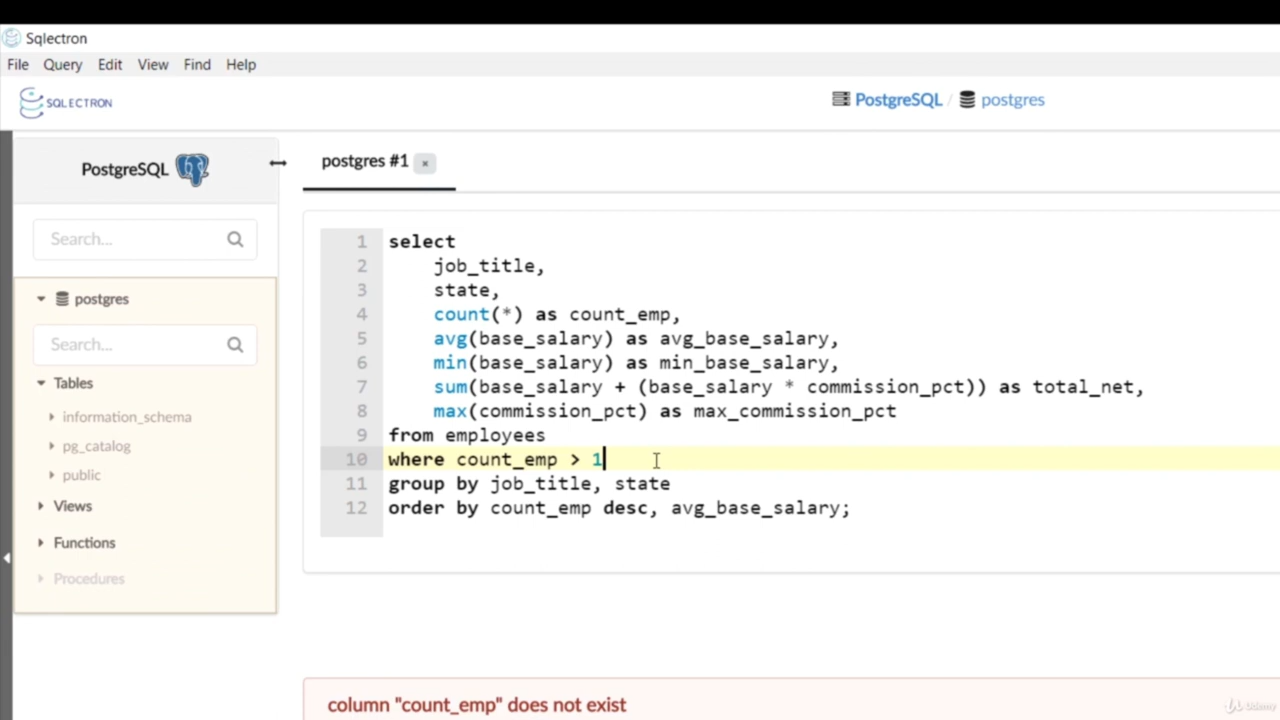 Sqlectron
File Query Edit View Find Help
SQLECTRON
PostgreSQL / postgres
PostgreSQL
postgres #1 ×
Search...
postgres
Search...
Tables
information_schema
pg_catalog
public
Views
Functions
Procedures
1 select
2 job_title,
3 state,
4 count(*) as count_emp,
5 avg(base_salary) as avg_base_salary,
6 min(base_salary) as min_base_salary,
7 sum(base_salary + (base_salary * commission_pct)) as total_net,
8 max(commission_pct) as max_commission_pct
9 from employees
10 where count_emp > 1
11 group by job_title, state
12 order by count_emp desc, avg_base_salary;
column "count_emp" does not exist
Udemy